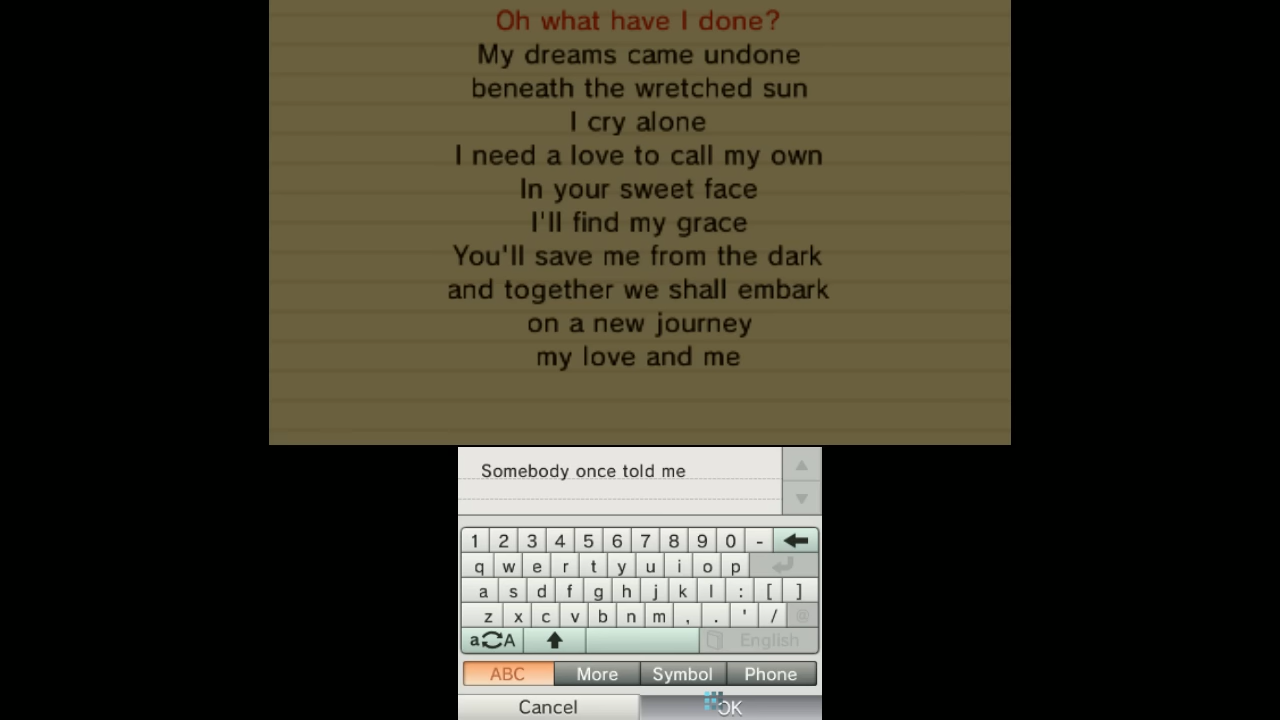 Oh what have I done?
My dreams came undone
beneath the wretched sun
I cry alone
I need a love to call my own
In your sweet face
I'll find my grace
You'll save me from the dark
and together we shall embark
on a new journey
my love and me
Somebody once told me
1 2 3 4 5 6 7 8 9 0 -
q w e r t y u i o p
a s d f g h j k l : [ ]
z x c v b n m , . ' / @
a A English
ABC More Symbol Phone
Cancel OK